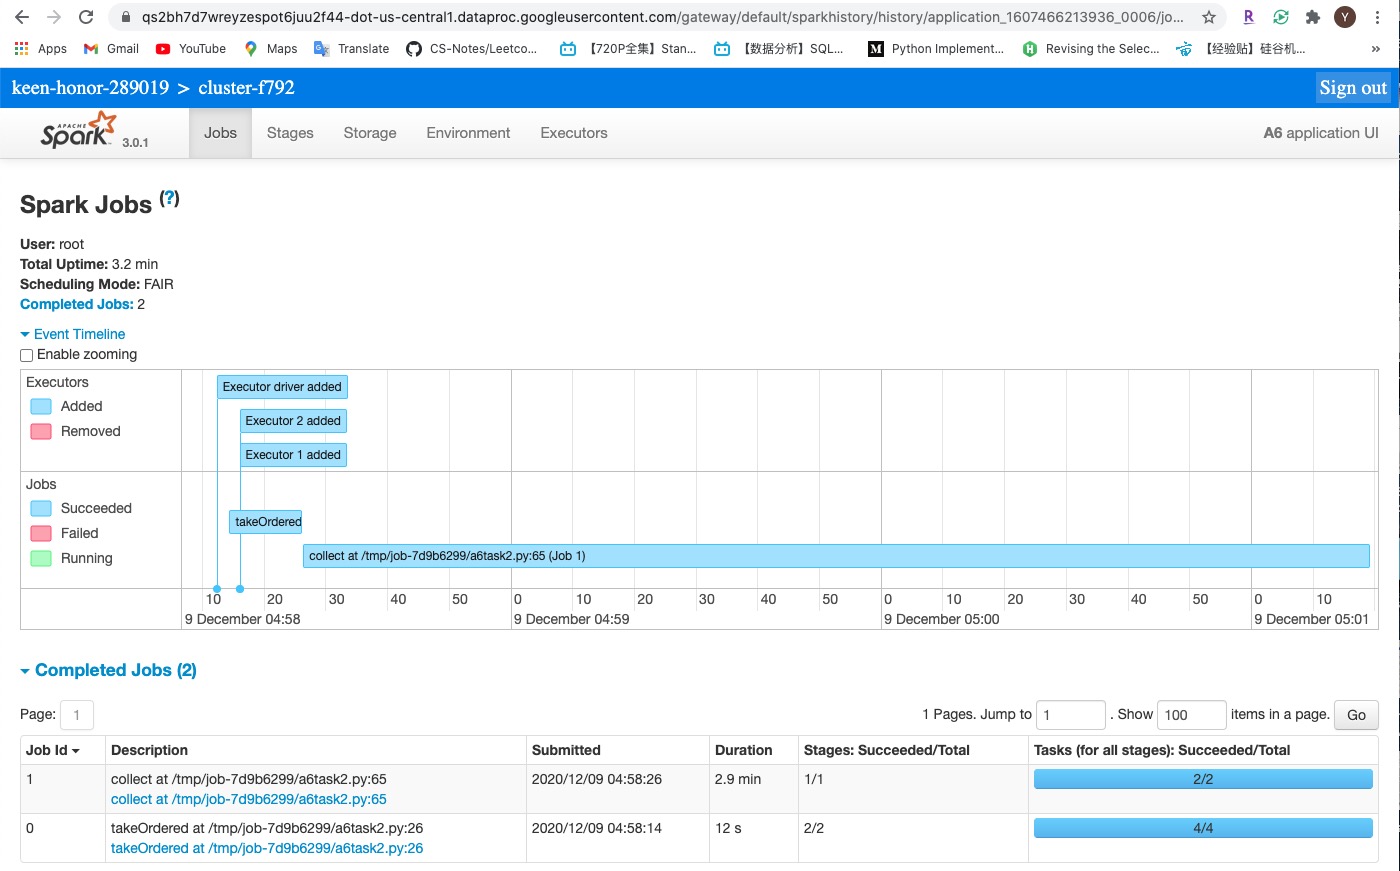 qs2bh7d7wreyzespot6juu2f44-dot-us-central1.dataproc.googleusercontent.com/gateway/default/sparkhistory/history/application_1607466213936_0006/jo...
R
Y
Apps Gmail YouTube Maps Translate CS-Notes/Leetco... 【720P全集】Stan... 【数据分析】SQL... M Python Implement... H Revising the Selec... 【经验贴】硅谷机... »
keen-honor-289019 > cluster-f792 Sign out
APACHE Spark 3.0.1 Jobs Stages Storage Environment Executors A6 application UI
Spark Jobs (?)
User: root
Total Uptime: 3.2 min
Scheduling Mode: FAIR
Completed Jobs: 2
Event Timeline
Enable zooming
Executors
Added
Removed
Executor driver added
Executor 2 added
Executor 1 added
Jobs
Succeeded
Failed
Running
takeOrdered
collect at /tmp/job-7d9b6299/a6task2.py:65 (Job 1)
10 20 30 40 50 0 10 20 30 40 50 0 10 20 30 40 50 0 10
9 December 04:58 9 December 04:59 9 December 05:00 9 December 05:01
Completed Jobs (2)
Page: 1 1 Pages. Jump to 1 . Show 100 items in a page. Go
Job Id Description Submitted Duration Stages: Succeeded/Total Tasks (for all stages): Succeeded/Total
1 collect at /tmp/job-7d9b6299/a6task2.py:65 2020/12/09 04:58:26 2.9 min 1/1 2/2
collect at /tmp/job-7d9b6299/a6task2.py:65
0 takeOrdered at /tmp/job-7d9b6299/a6task2.py:26 2020/12/09 04:58:14 12 s 2/2 4/4
takeOrdered at /tmp/job-7d9b6299/a6task2.py:26